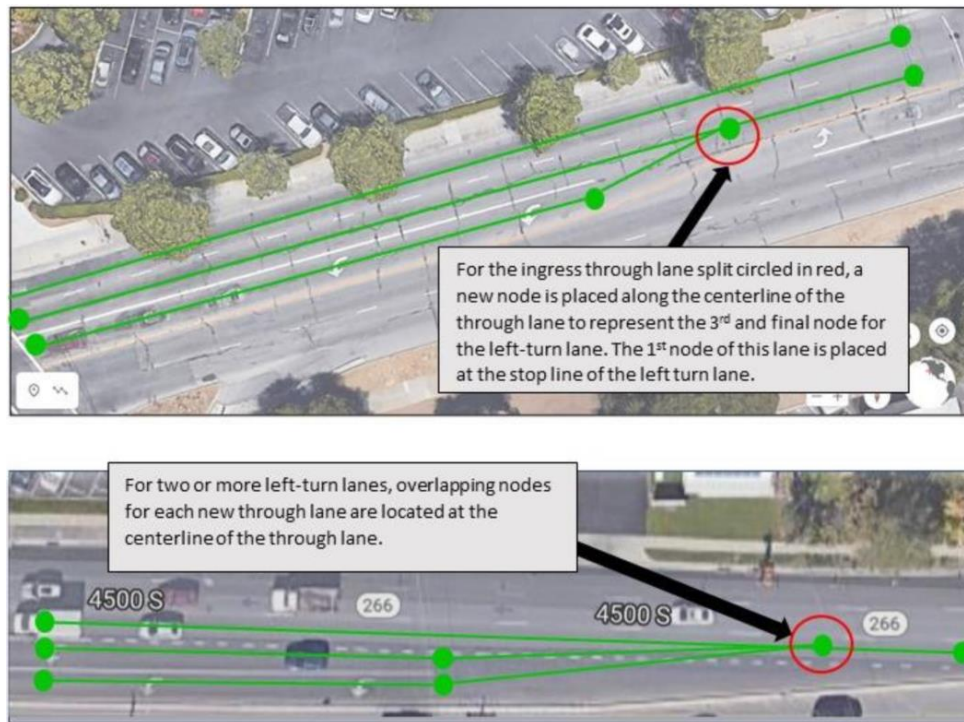 For the ingress through lane split circled in red, a
new node is placed along the centerline of the
through lane to represent the 3rd and final node for
the left-turn lane. The 1st node of this lane is placed
at the stop line of the left turn lane.
For two or more left-turn lanes, overlapping nodes
for each new through lane are located at the
centerline of the through lane.
4500 S
266
4500 S
266